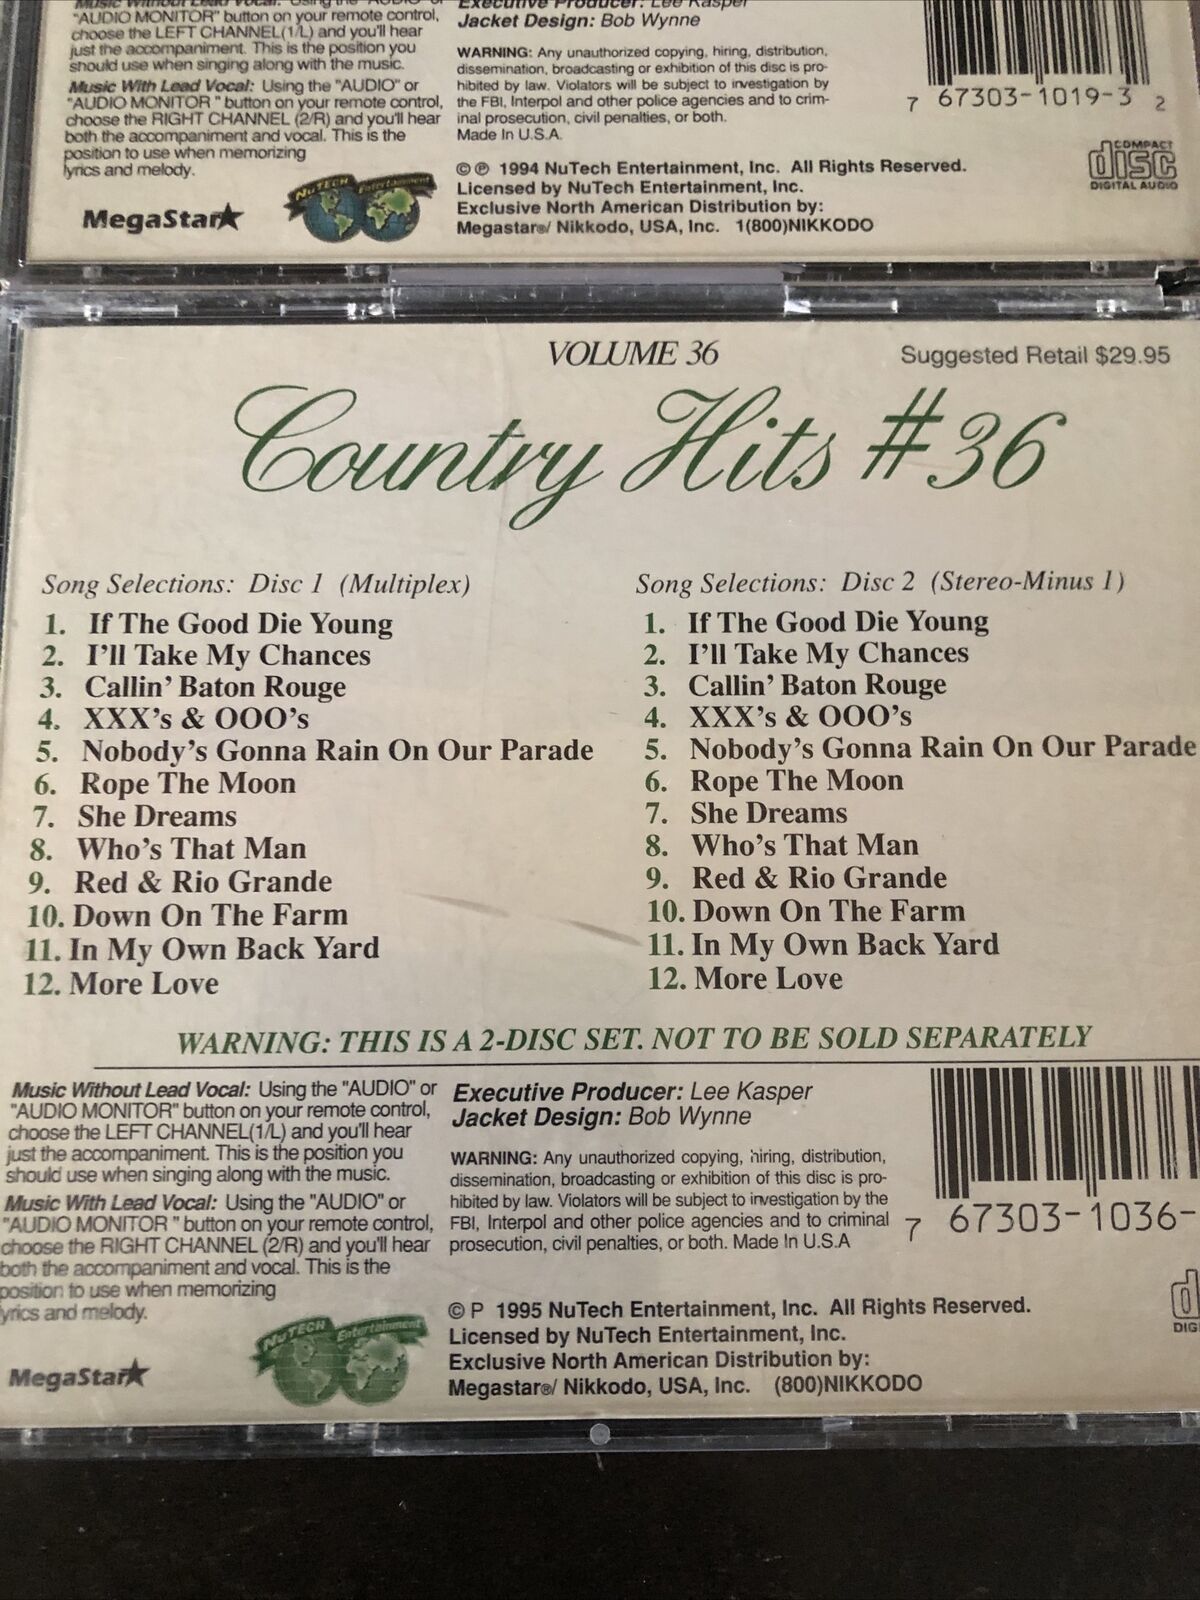 "AUDIO MONITOR" button on your remote control,
choose the LEFT CHANNEL(1/L) and you'll hear
just the accompaniment. This is the position you
should use when singing along with the music.
Music With Lead Vocal: Using the "AUDIO" or
"AUDIO MONITOR " button on your remote control,
choose the RIGHT CHANNEL (2/R) and you'll hear
both the accompaniment and vocal. This is the
position to use when memorizing
lyrics and melody.
MegaStar
NuTECH Entertainment
Executive Producer: Lee Kasper
Jacket Design: Bob Wynne
WARNING: Any unauthorized copying, hiring, distribution,
dissemination, broadcasting or exhibition of this disc is pro-
hibited by law. Violators will be subject to investigation by
the FBI, Interpol and other police agencies and to crim-
inal prosecution, civil penalties, or both.
Made In U.S.A.
© ℗ 1994 NuTech Entertainment, Inc. All Rights Reserved.
Licensed by NuTech Entertainment, Inc.
Exclusive North American Distribution by:
Megastar®/ Nikkodo, USA, Inc. 1(800)NIKKODO
7 67303-1019-3 2
COMPACT
disc
DIGITAL AUDIO
VOLUME 36
Suggested Retail $29.95
Country Hits #36
Song Selections: Disc 1 (Multiplex)
1. If The Good Die Young
2. I'll Take My Chances
3. Callin' Baton Rouge
4. XXX's & OOO's
5. Nobody's Gonna Rain On Our Parade
6. Rope The Moon
7. She Dreams
8. Who's That Man
9. Red & Rio Grande
10. Down On The Farm
11. In My Own Back Yard
12. More Love
Song Selections: Disc 2 (Stereo-Minus 1)
1. If The Good Die Young
2. I'll Take My Chances
3. Callin' Baton Rouge
4. XXX's & OOO's
5. Nobody's Gonna Rain On Our Parade
6. Rope The Moon
7. She Dreams
8. Who's That Man
9. Red & Rio Grande
10. Down On The Farm
11. In My Own Back Yard
12. More Love
WARNING: THIS IS A 2-DISC SET. NOT TO BE SOLD SEPARATELY
Music Without Lead Vocal: Using the "AUDIO" or
"AUDIO MONITOR" button on your remote control,
choose the LEFT CHANNEL(1/L) and you'll hear
just the accompaniment. This is the position you
should use when singing along with the music.
Music With Lead Vocal: Using the "AUDIO" or
"AUDIO MONITOR " button on your remote control,
choose the RIGHT CHANNEL (2/R) and you'll hear
both the accompaniment and vocal. This is the
position to use when memorizing
lyrics and melody.
MegaStar
NuTECH Entertainment
Executive Producer: Lee Kasper
Jacket Design: Bob Wynne
WARNING: Any unauthorized copying, hiring, distribution,
dissemination, broadcasting or exhibition of this disc is pro-
hibited by law. Violators will be subject to investigation by the
FBI, Interpol and other police agencies and to criminal
prosecution, civil penalties, or both. Made In U.S.A
© P 1995 NuTech Entertainment, Inc. All Rights Reserved.
Licensed by NuTech Entertainment, Inc.
Exclusive North American Distribution by:
Megastar®/ Nikkodo, USA, Inc. (800)NIKKODO
7 67303-1036-
d
DIG